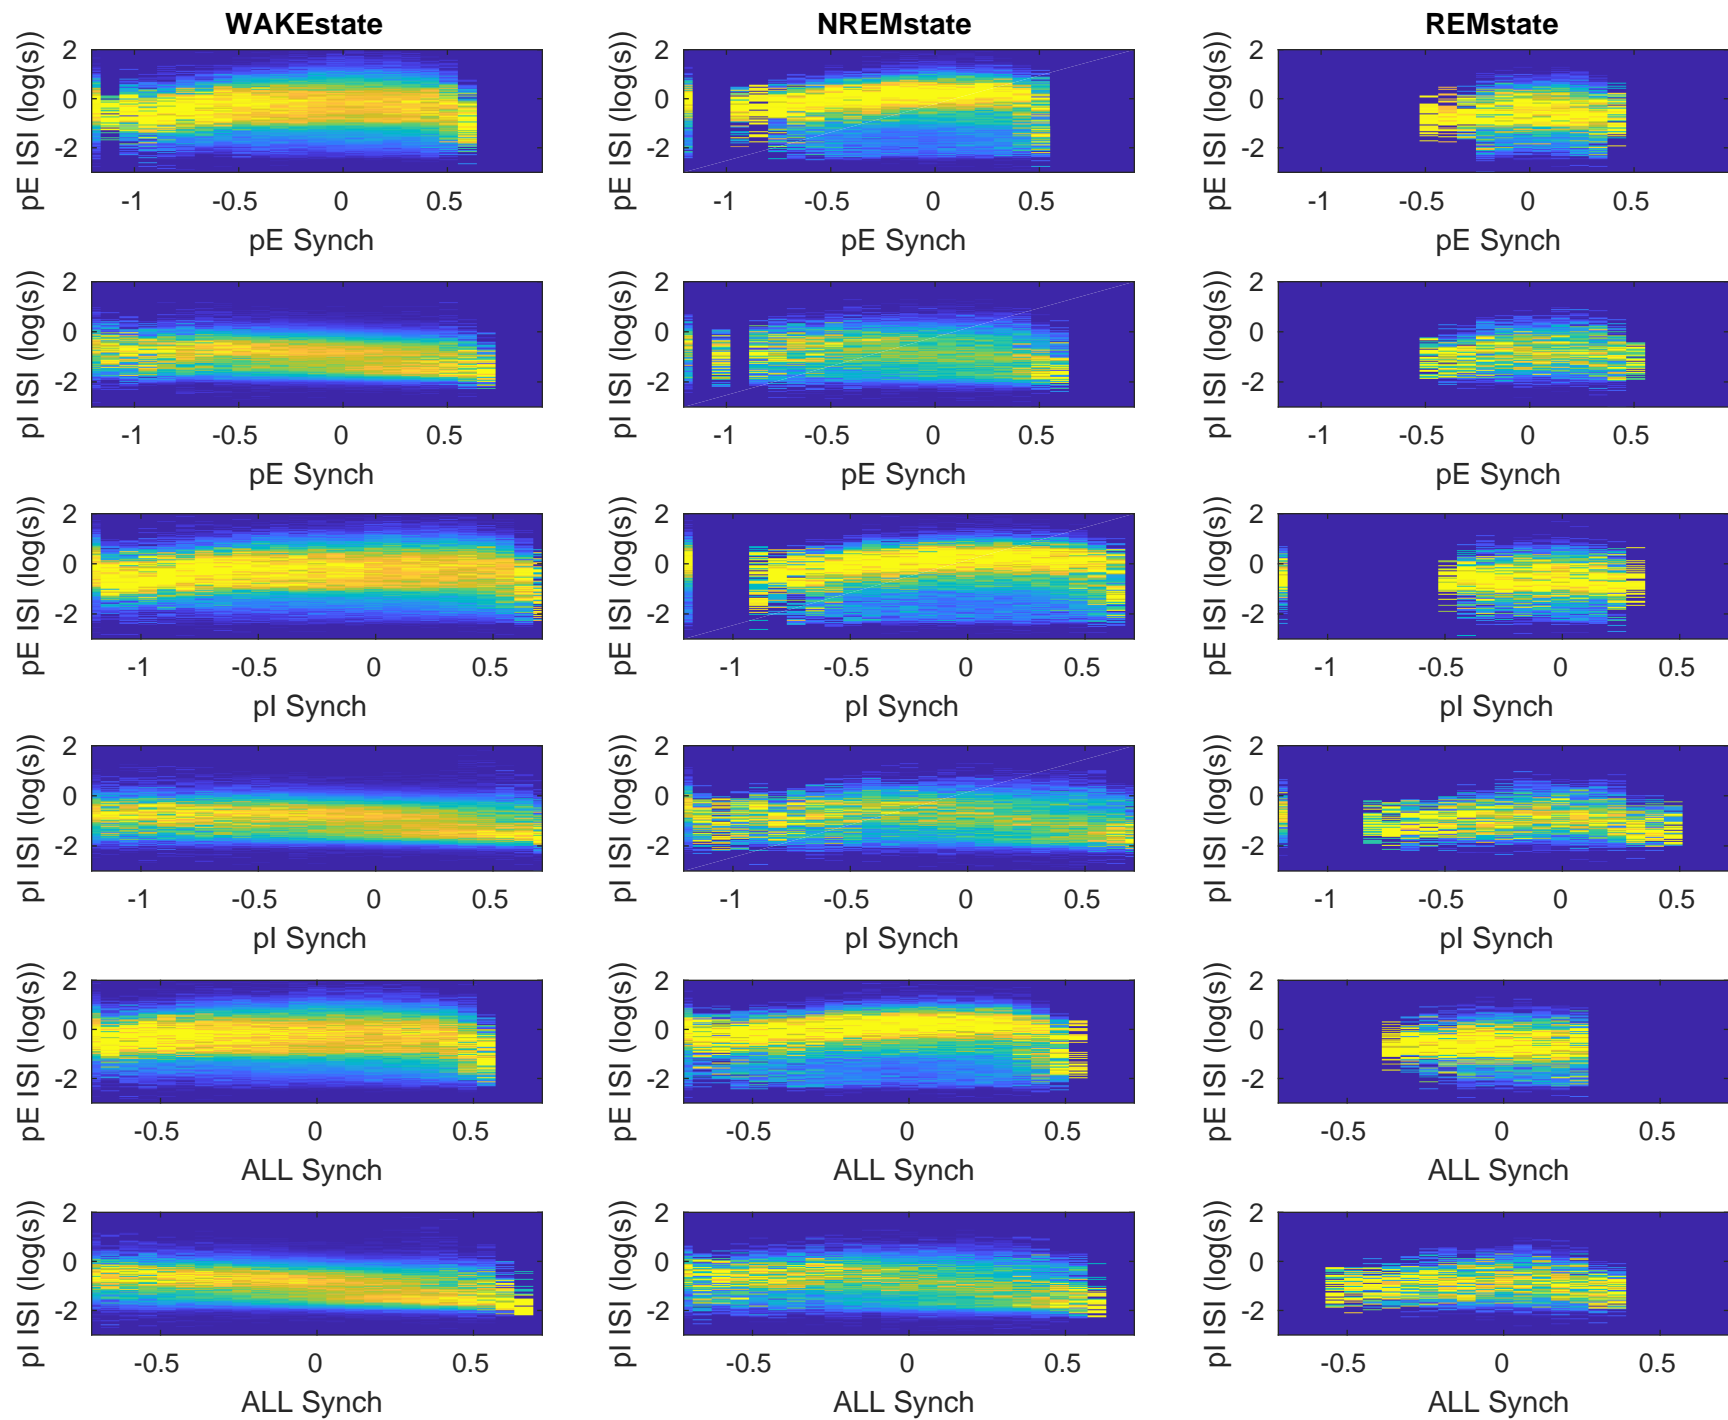 WAKEstate NREMstate REMstate
pE ISI (log(s)) 2 0 -2 pE ISI (log(s)) 2 0 -2 pE ISI (log(s)) 2 0 -2
-1 -0.5 0 0.5 -1 -0.5 0 0.5 -1 -0.5 0 0.5
pE Synch pE Synch pE Synch
pI ISI (log(s)) 2 0 -2 pI ISI (log(s)) 2 0 -2 pI ISI (log(s)) 2 0 -2
-1 -0.5 0 0.5 -1 -0.5 0 0.5 -1 -0.5 0 0.5
pE Synch pE Synch pE Synch
pE ISI (log(s)) 2 0 -2 pE ISI (log(s)) 2 0 -2 pE ISI (log(s)) 2 0 -2
-1 -0.5 0 0.5 -1 -0.5 0 0.5 -1 -0.5 0 0.5
pI Synch pI Synch pI Synch
pI ISI (log(s)) 2 0 -2 pI ISI (log(s)) 2 0 -2 pI ISI (log(s)) 2 0 -2
-1 -0.5 0 0.5 -1 -0.5 0 0.5 -1 -0.5 0 0.5
pI Synch pI Synch pI Synch
pE ISI (log(s)) 2 0 -2 pE ISI (log(s)) 2 0 -2 pE ISI (log(s)) 2 0 -2
-0.5 0 0.5 -0.5 0 0.5 -0.5 0 0.5
ALL Synch ALL Synch ALL Synch
pI ISI (log(s)) 2 0 -2 pI ISI (log(s)) 2 0 -2 pI ISI (log(s)) 2 0 -2
-0.5 0 0.5 -0.5 0 0.5 -0.5 0 0.5
ALL Synch ALL Synch ALL Synch